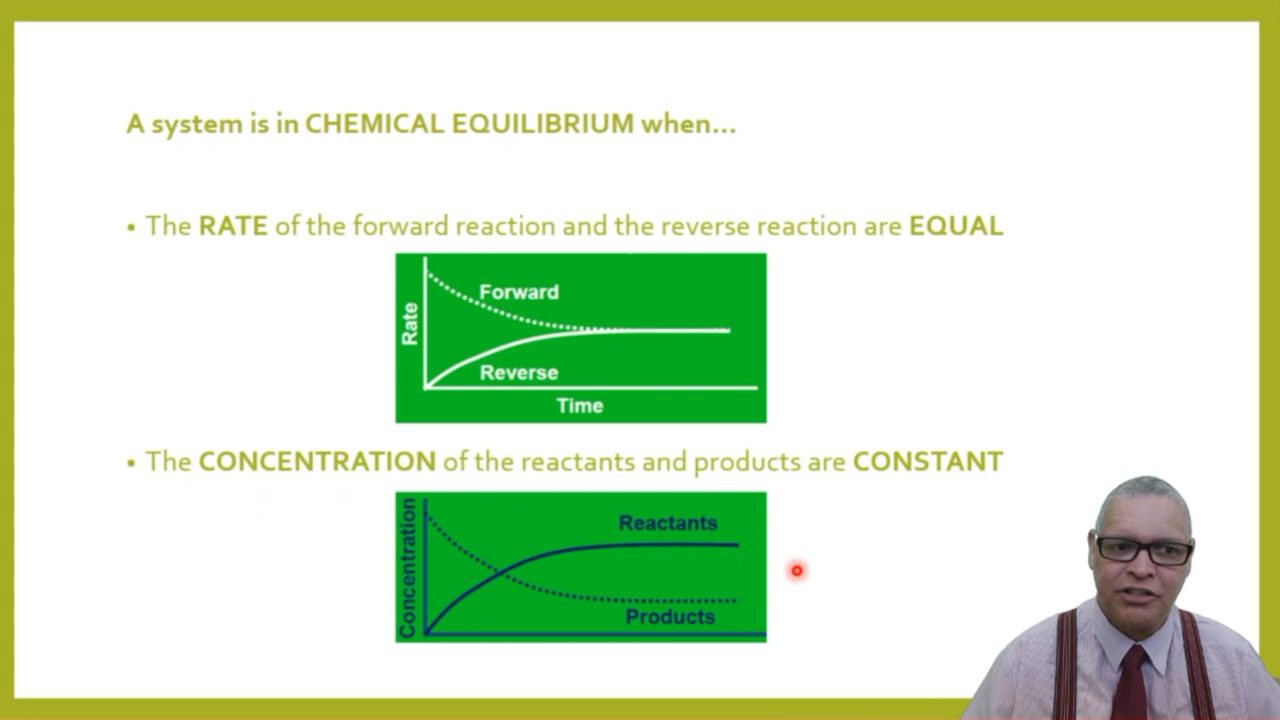 A system is in CHEMICAL EQUILIBRIUM when...
• The RATE of the forward reaction and the reverse reaction are EQUAL
Rate
Forward
Reverse
Time
• The CONCENTRATION of the reactants and products are CONSTANT
Concentration
Reactants
Products